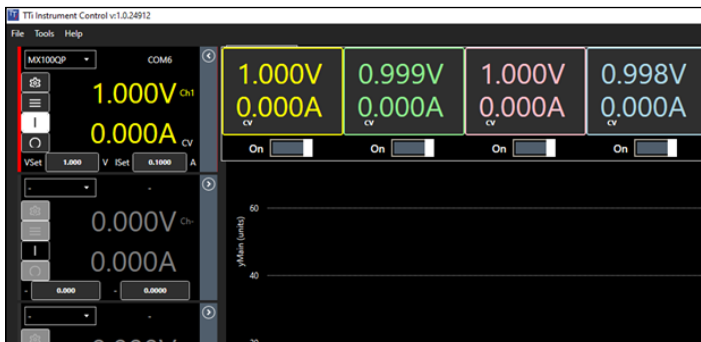 TTi Instrument Control v:1.0.24912
File Tools Help
MX100QP COM6
1.000V Ch1
0.000A CV
VSet 1.000 V ISet 0.1000 A
1.000V 0.999V 1.000V 0.998V
0.000A 0.000A 0.000A 0.000A
CV CV CV CV
On On On On
- -
0.000V Ch-
0.000A
- 0.000 - 0.0000
- -
60
yMain (units)
40